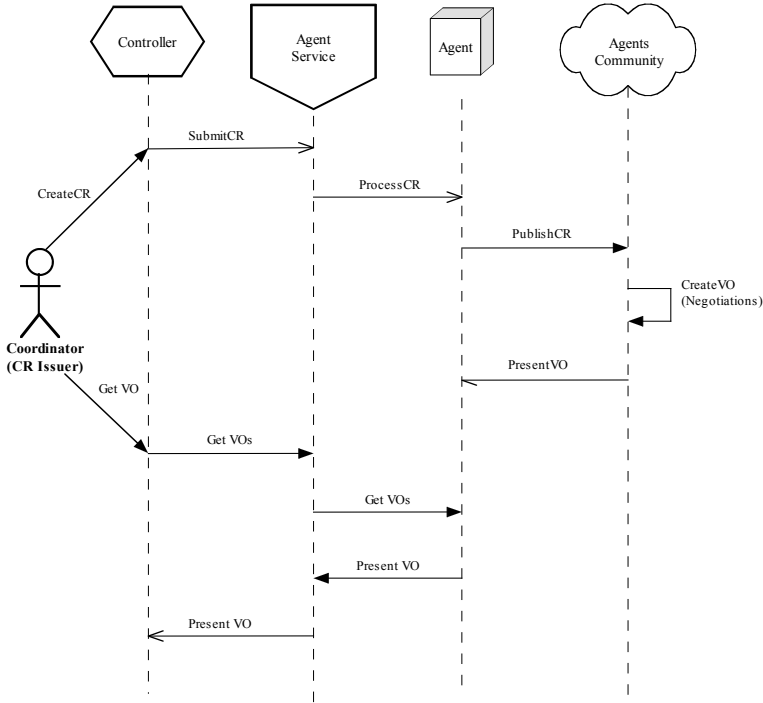 Controller
Agent
Service
Agent
Agents
Community
SubmitCR
ProcessCR
CreateCR
PublishCR
CreateVO
(Negotiations)
Coordinator
(CR Issuer)
PresentVO
Get VO
Get VOs
Get VOs
Present VO
Present VO